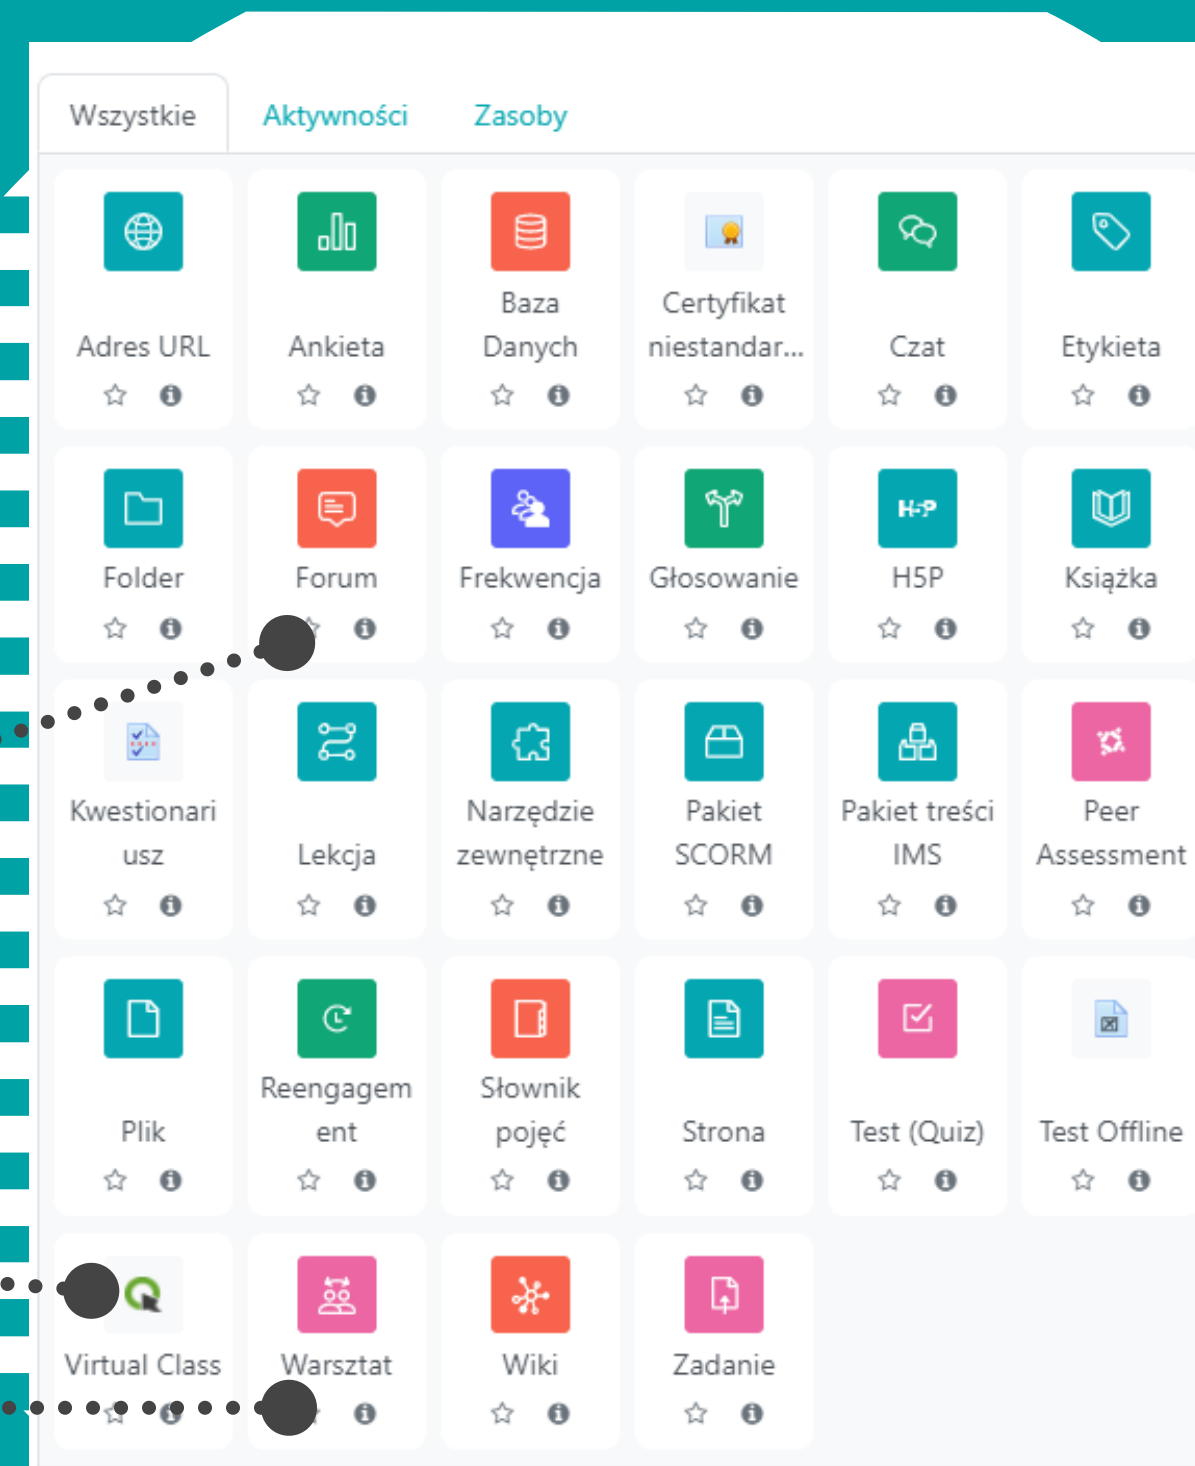 Wszystkie Aktywności Zasoby
Adres URL
Ankieta
Baza
Danych
Certyfikat
niestandar...
Czat
Etykieta
Folder
Forum
Frekwencja
Głosowanie
H-P
H5P
Książka
Kwestionari
usz
Lekcja
Narzędzie
zewnętrzne
Pakiet
SCORM
Pakiet treści
IMS
Peer
Assessment
Plik
Reengagem
ent
Słownik
pojęć
Strona
Test (Quiz)
Test Offline
Virtual Class
Warsztat
Wiki
Zadanie